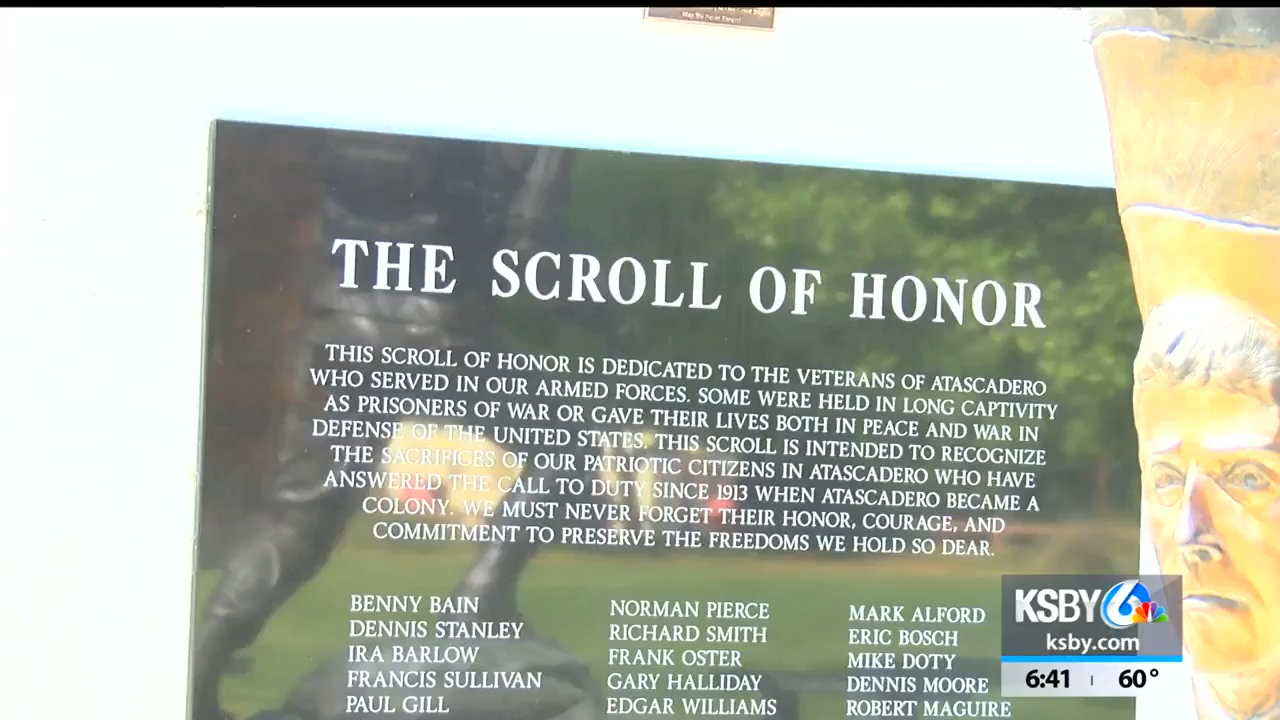 May We Never Forget!
THE SCROLL OF HONOR
THIS SCROLL OF HONOR IS DEDICATED TO THE VETERANS OF ATASCADERO
WHO SERVED IN OUR ARMED FORCES. SOME WERE HELD IN LONG CAPTIVITY
AS PRISONERS OF WAR OR GAVE THEIR LIVES BOTH IN PEACE AND WAR IN
DEFENSE OF THE UNITED STATES. THIS SCROLL IS INTENDED TO RECOGNIZE
THE SACRIFICES OF OUR PATRIOTIC CITIZENS IN ATASCADERO WHO HAVE
ANSWERED THE CALL TO DUTY SINCE 1913 WHEN ATASCADERO BECAME A
COLONY. WE MUST NEVER FORGET THEIR HONOR, COURAGE, AND
COMMITMENT TO PRESERVE THE FREEDOMS WE HOLD SO DEAR.
BENNY BAIN
DENNIS STANLEY
IRA BARLOW
FRANCIS SULLIVAN
PAUL GILL
NORMAN PIERCE
RICHARD SMITH
FRANK OSTER
GARY HALLIDAY
EDGAR WILLIAMS
MARK ALFORD
ERIC BOSCH
MIKE DOTY
DENNIS MOORE
ROBERT MAGUIRE
KSBY 6
ksby.com
6:41 60°